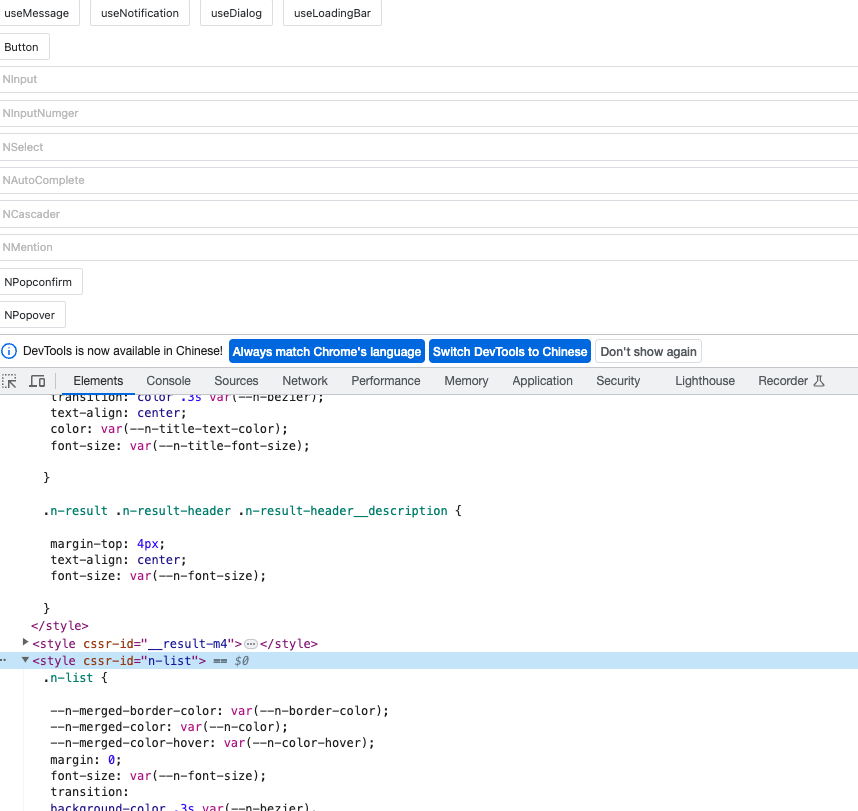 useMessage useNotification useDialog useLoadingBar
Button
NInput
NInputNumger
NSelect
NAutoComplete
NCascader
NMention
NPopconfirm
NPopover
DevTools is now available in Chinese! Always match Chrome's language Switch DevTools to Chinese Don't show again
Elements Console Sources Network Performance Memory Application Security Lighthouse Recorder
transition: color .3s var(--n-bezier);
text-align: center;
color: var(--n-title-text-color);
font-size: var(--n-title-font-size);
}
.n-result .n-result-header .n-result-header__description {
margin-top: 4px;
text-align: center;
font-size: var(--n-font-size);
}
</style>
<style cssr-id="__result-m4">…</style>
<style cssr-id="n-list"> == $0
.n-list {
--n-merged-border-color: var(--n-border-color);
--n-merged-color: var(--n-color);
--n-merged-color-hover: var(--n-color-hover);
margin: 0;
font-size: var(--n-font-size);
transition:
background-color .3s var(--n-bezier),